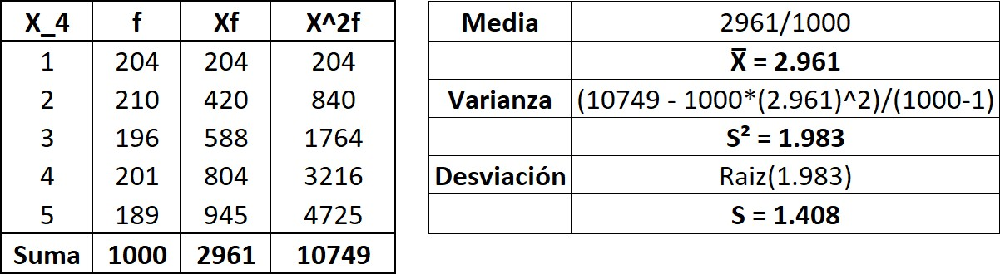 X_4 f Xf X^2f
1 204 204 204
2 210 420 840
3 196 588 1764
4 201 804 3216
5 189 945 4725
Suma 1000 2961 10749
Media 2961/1000
X̅ = 2.961
Varianza (10749 - 1000*(2.961)^2)/(1000-1)
S² = 1.983
Desviación Raiz(1.983)
S = 1.408